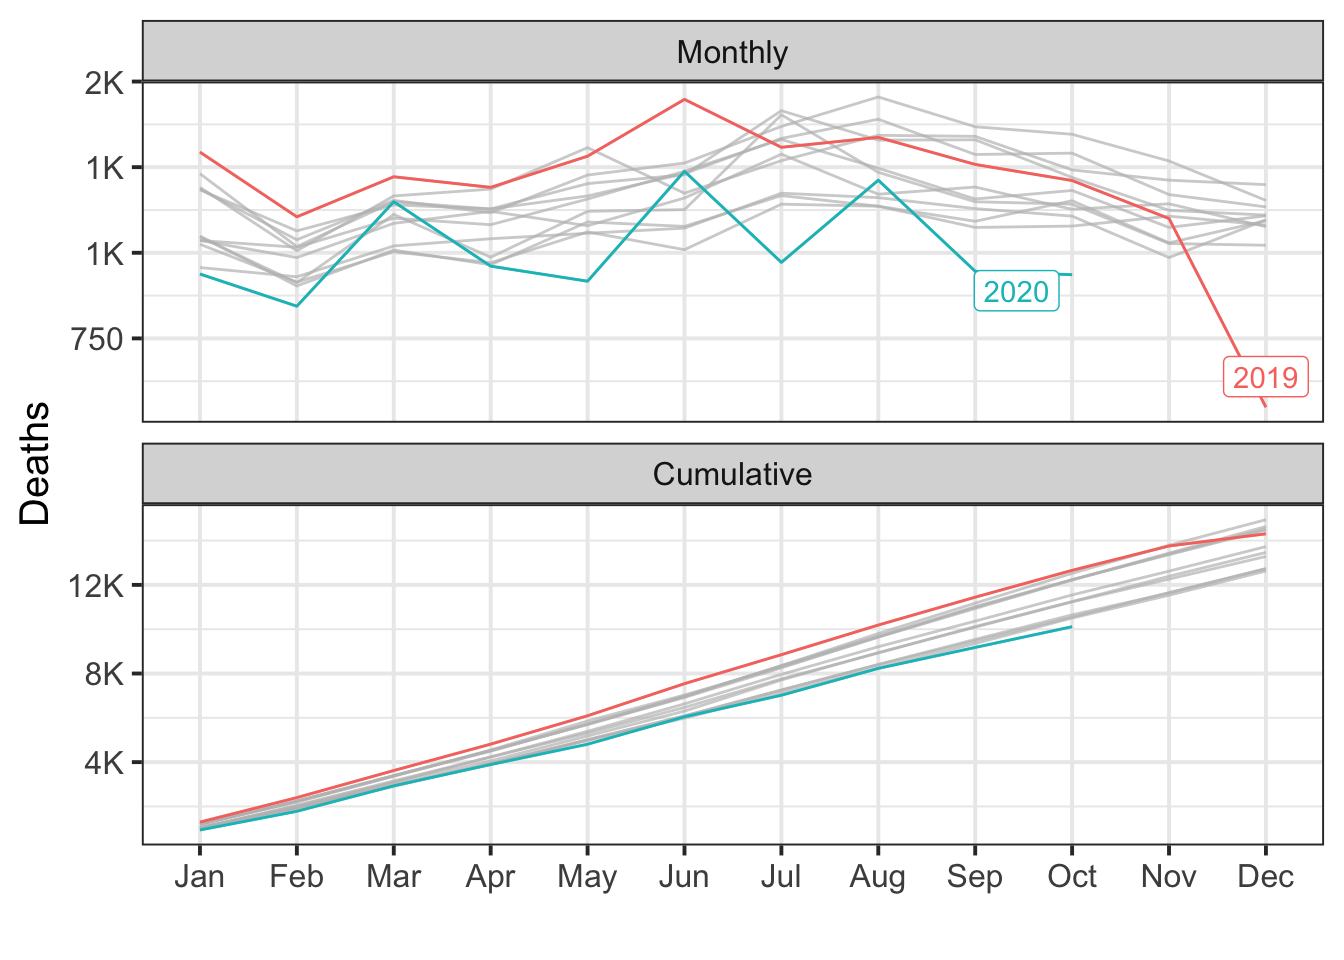 Monthly
2K
1K
1K
750
2020
2019
Deaths
Cumulative
12K
8K
4K
Jan Feb Mar Apr May Jun Jul Aug Sep Oct Nov Dec